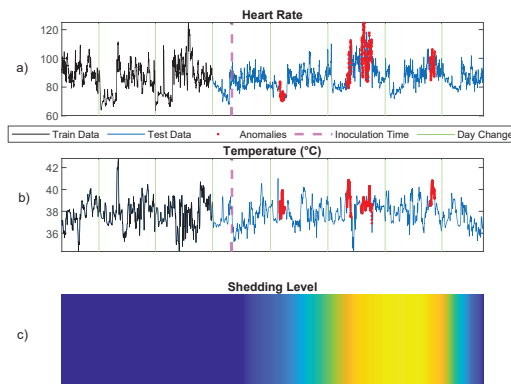 Heart Rate
120
100
80
60
a)
Train Data Test Data Anomalies Inoculation Time Day Change
Temperature (°C)
42
40
38
36
b)
Shedding Level
c)